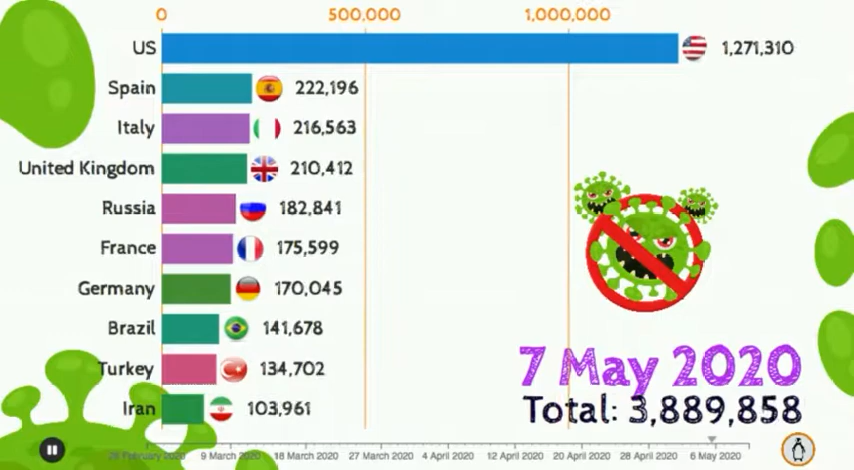 0 500,000 1,000,000
US 1,271,310
Spain 222,196
Italy 216,563
United Kingdom 210,412
Russia 182,841
France 175,599
Germany 170,045
Brazil 141,678
Turkey 134,702
Iran 103,961
7 May 2020
Total: 3,889,858
28 February 2020 9 March 2020 18 March 2020 27 March 2020 4 April 2020 12 April 2020 20 April 2020 28 April 2020 6 May 2020